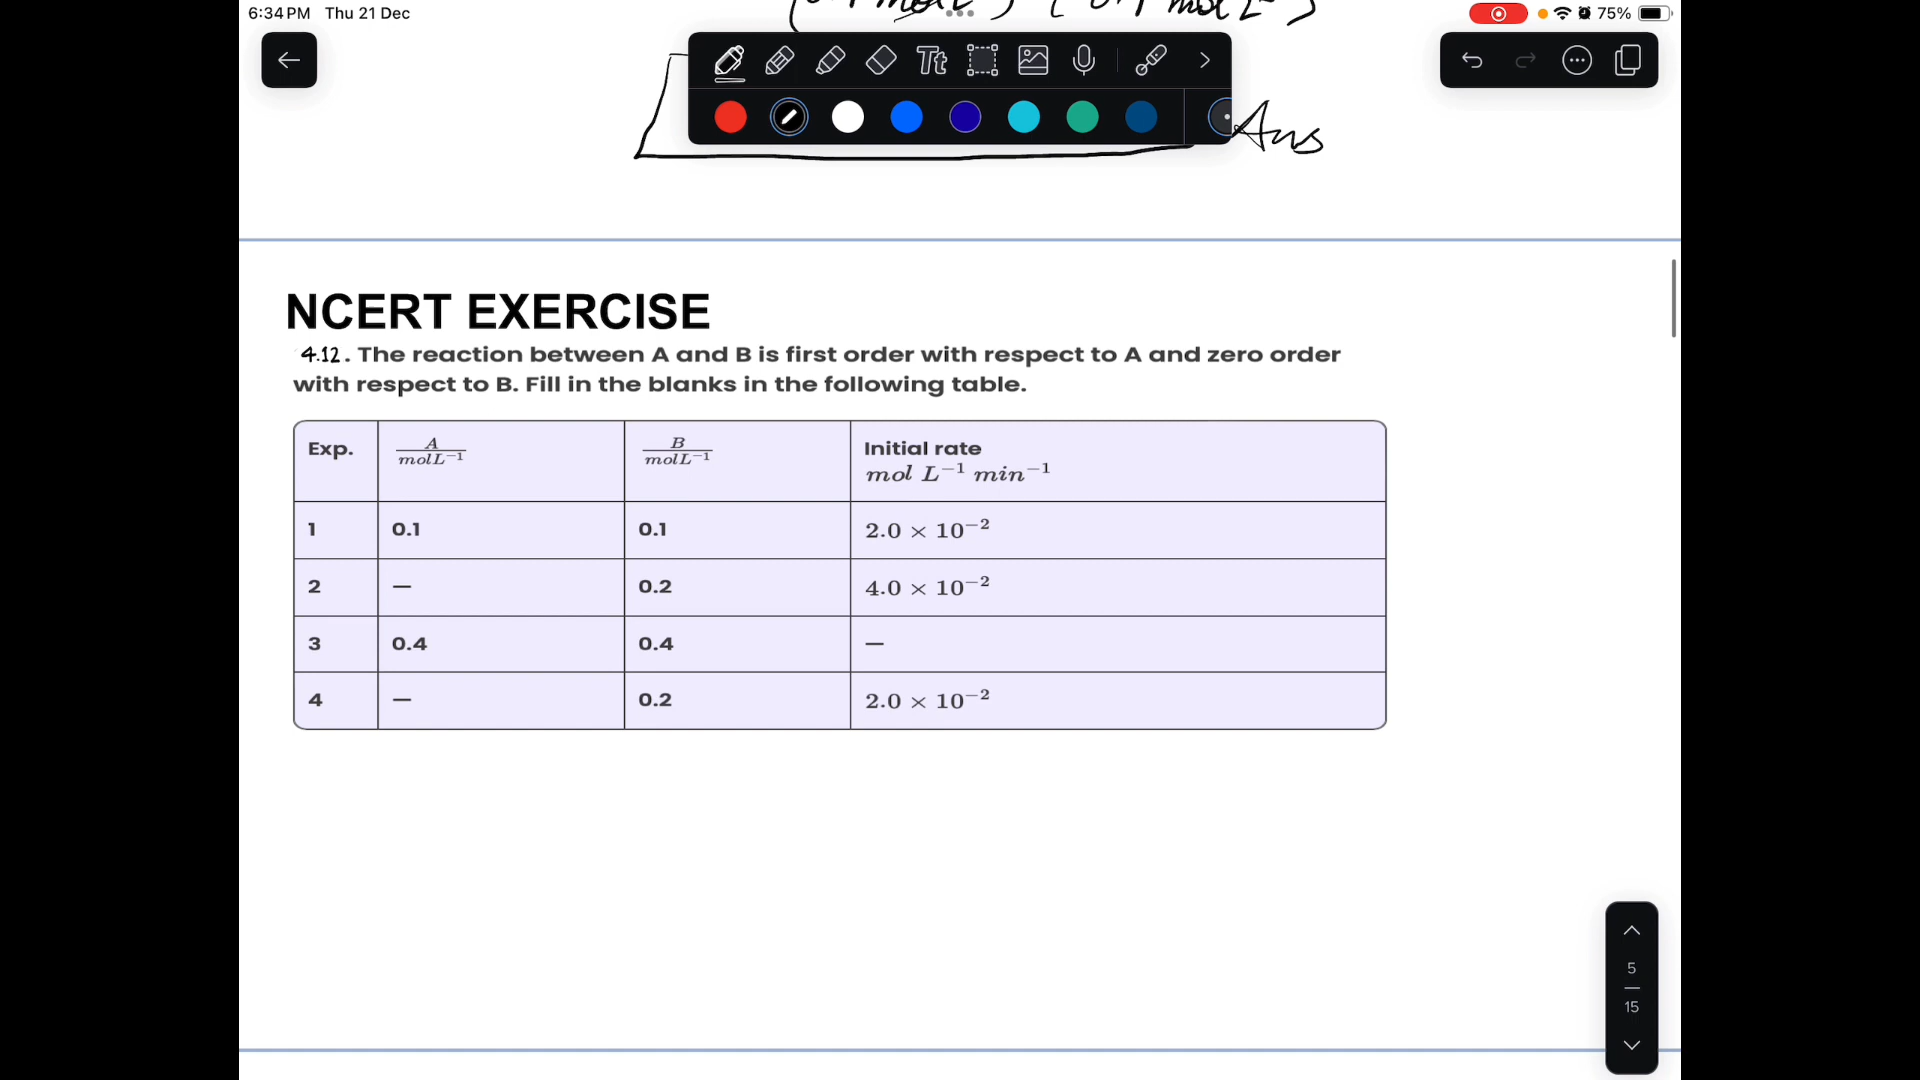 6:34 PM Thu 21 Dec
75%
Tt
Ans
NCERT EXERCISE
4.12. The reaction between A and B is first order with respect to A and zero order
with respect to B. Fill in the blanks in the following table.
Exp. A/molL⁻¹ B/molL⁻¹ Initial rate
mol L⁻¹ min⁻¹
1 0.1 0.1 2.0 × 10⁻²
2 — 0.2 4.0 × 10⁻²
3 0.4 0.4 —
4 — 0.2 2.0 × 10⁻²
5
15